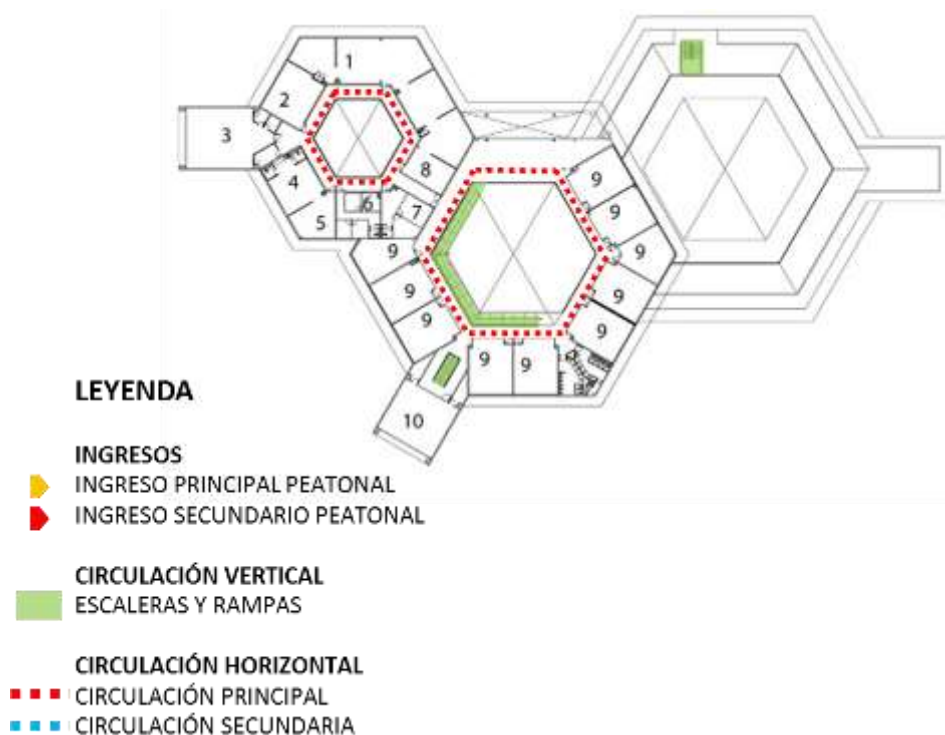 1
2
3
8
9
4
9
6
7
5
9
9
9
9
9
9
9
9
9
10
LEYENDA
INGRESOS
INGRESO PRINCIPAL PEATONAL
INGRESO SECUNDARIO PEATONAL
CIRCULACIÓN VERTICAL
ESCALERAS Y RAMPAS
CIRCULACIÓN HORIZONTAL
CIRCULACIÓN PRINCIPAL
CIRCULACIÓN SECUNDARIA